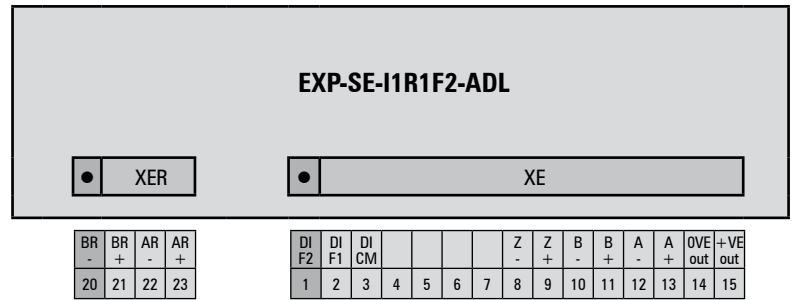 EXP-SE-I1R1F2-ADL
XER XE
BR - BR + AR - AR + DI F2 DI F1 DI CM Z - Z + B - B + A - A + 0VE out +VE out
20 21 22 23 1 2 3 4 5 6 7 8 9 10 11 12 13 14 15